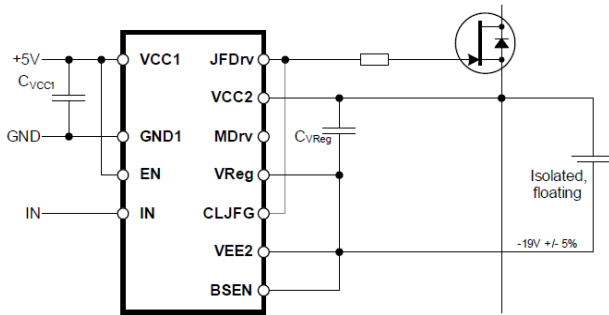 +5V
VCC1
JFDrv
CVCC1
VCC2
GND
GND1
MDrv
CVReg
EN
VReg
Isolated,
floating
IN
IN
CLJFG
VEE2
-19V +/- 5%
BSEN